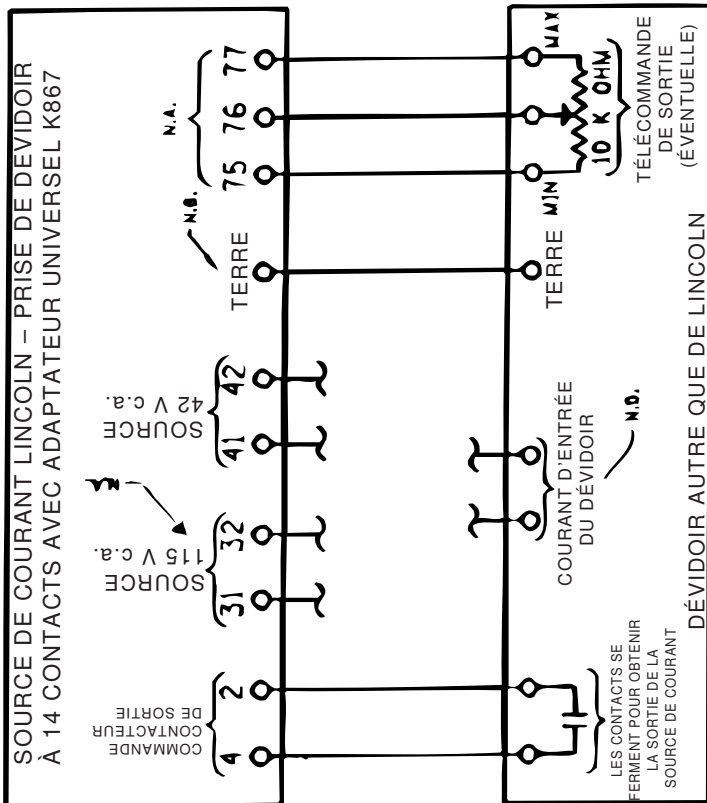 SOURCE DE COURANT LINCOLN – PRISE DE DEVIDOIR
À 14 CONTACTS AVEC ADAPTATEUR UNIVERSEL K867
N.A.
77
76
75
N.B.
TERRE
SOURCE
42 V c.a.
42
41
SOURCE
115 V c.a.
32
31
COMMANDE
CONTACTEUR
DE SORTIE
2
4
MAX
10 K OHM
MIN
TÉLÉCOMMANDE
DE SORTIE
(ÉVENTUELLE)
TERRE
N.D.
COURANT D'ENTRÉE
DU DÉVIDOIR
LES CONTACTS SE
FERMENT POUR OBTENIR
LA SORTIE DE LA
SOURCE DE COURANT
DÉVIDOIR AUTRE QUE DE LINCOLN